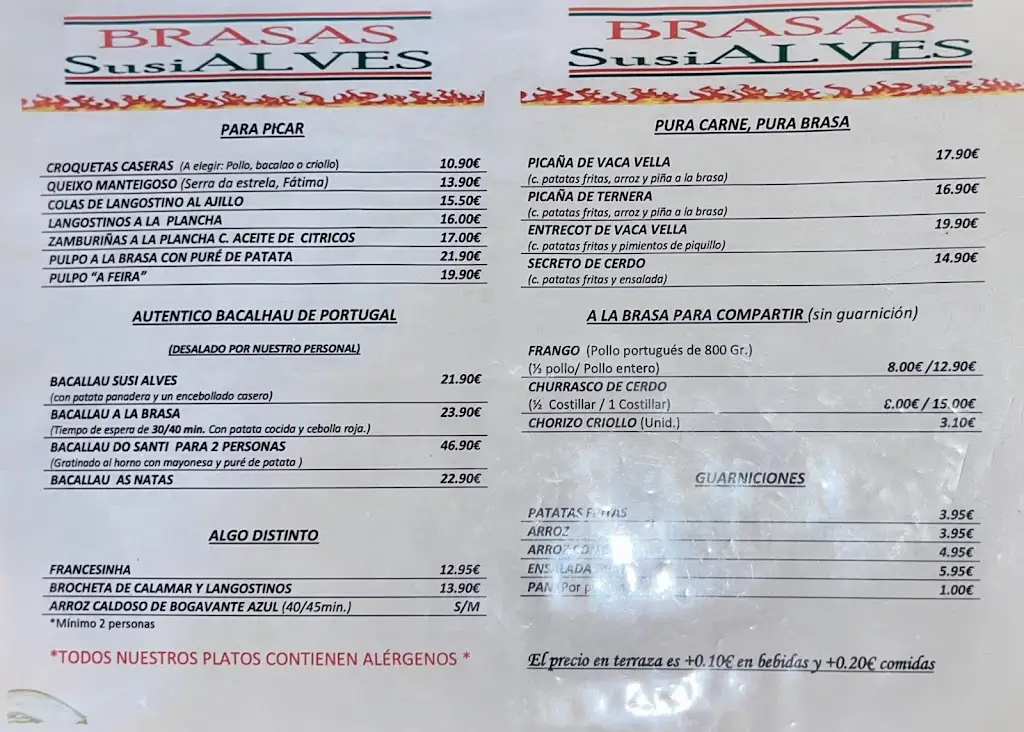 BRASAS
Susi ALVES
PARA PICAR
CROQUETAS CASERAS (A elegir: Pollo, bacalao o criollo) 10.90€
QUEIXO MANTEIGOSO (Serra da estrela, Fátima) 13.90€
COLAS DE LANGOSTINO AL AJILLO 15.50€
LANGOSTINOS A LA PLANCHA 16.00€
ZAMBURIÑAS A LA PLANCHA C. ACEITE DE CITRICOS 17.00€
PULPO A LA BRASA CON PURÉ DE PATATA 21.90€
PULPO "A FEIRA" 19.90€
AUTENTICO BACALHAU DE PORTUGAL
(DESALADO POR NUESTRO PERSONAL)
BACALLAU SUSI ALVES 21.90€
(con patata panadera y un encebollado casero)
BACALLAU A LA BRASA 23.90€
(Tiempo de espera de 30/40 min. Con patata cocida y cebolla roja.)
BACALLAU DO SANTI PARA 2 PERSONAS 46.90€
(Gratinado al horno con mayonesa y puré de patata )
BACALLAU AS NATAS 22.90€
ALGO DISTINTO
FRANCESINHA 12.95€
BROCHETA DE CALAMAR Y LANGOSTINOS 13.90€
ARROZ CALDOSO DE BOGAVANTE AZUL (40/45min.) S/M
*Mínimo 2 personas
*TODOS NUESTROS PLATOS CONTIENEN ALÉRGENOS *
BRASAS
Susi ALVES
PURA CARNE, PURA BRASA
PICAÑA DE VACA VELLA 17.90€
(c. patatas fritas, arroz y piña a la brasa)
PICAÑA DE TERNERA 16.90€
(c. patatas fritas, arroz y piña a la brasa)
ENTRECOT DE VACA VELLA 19.90€
(c. patatas fritas y pimientos de piquillo)
SECRETO DE CERDO 14.90€
(c. patatas fritas y ensalada)
A LA BRASA PARA COMPARTIR (sin guarnición)
FRANGO (Pollo portugués de 800 Gr.)
(½ pollo/ Pollo entero) 8.00€ /12.90€
CHURRASCO DE CERDO
(½ Costillar / 1 Costillar) 8.00€ / 15.00€
CHORIZO CRIOLLO (Unid.) 3.10€
GUARNICIONES
PATATAS FRITAS 3.95€
ARROZ 3.95€
ARROZ 4.95€
ENSALADA 5.95€
PAN (Por 1.00€
El precio en terraza es +0.10€ en bebidas y +0.20€ comidas